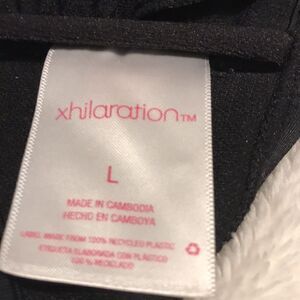 xhilaration™
L
MADE IN CAMBODIA
HECHO EN CAMBOYA
LABEL MADE FROM 100% RECYCLED PLASTIC
ETIQUETA ELABORADA CON PLASTICO
100 % RECICLADO